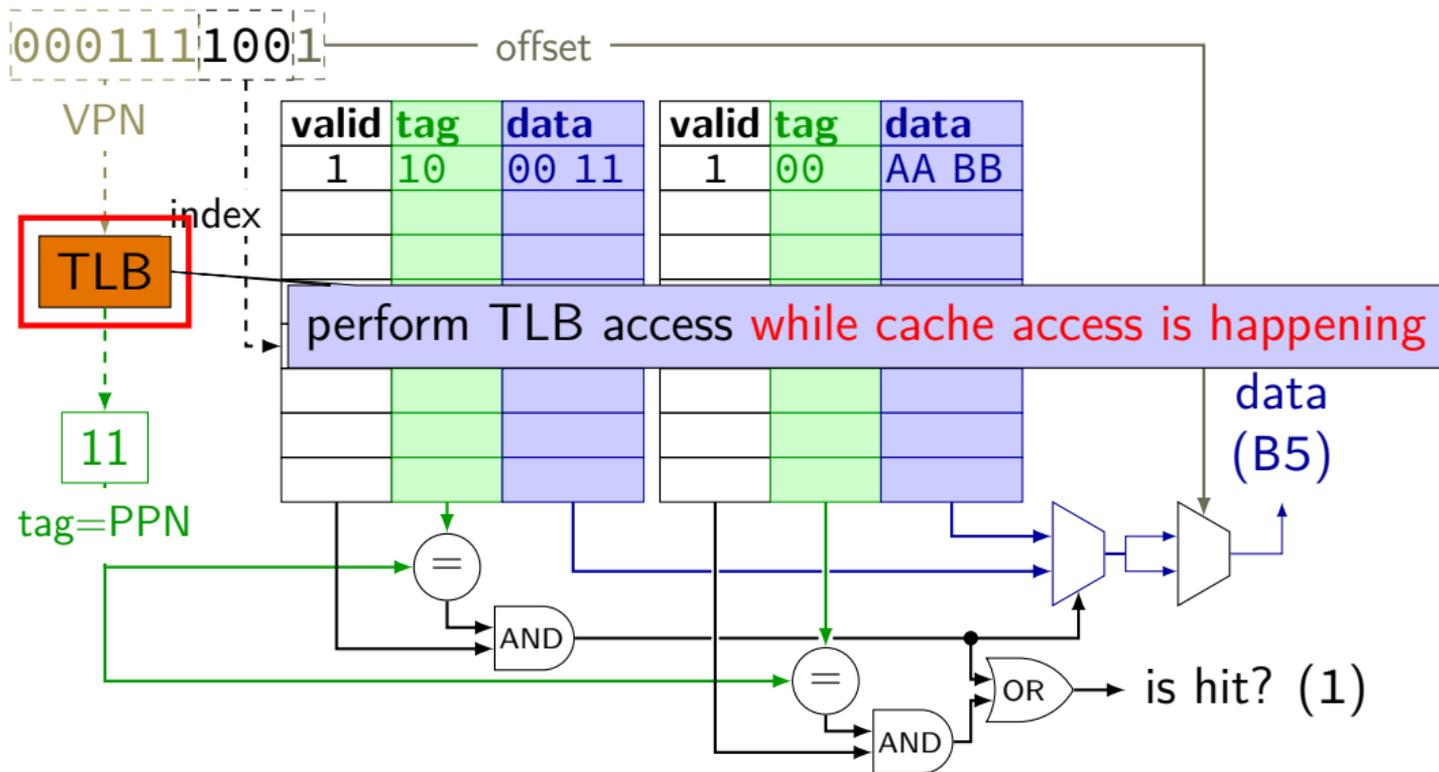 0001111001
offset
VPN
valid tag data valid tag data
1 10 00 11 1 00 AA BB
index
TLB
perform TLB access while cache access is happening
data
(B5)
11
tag=PPN
=
AND
=
OR
is hit? (1)
AND